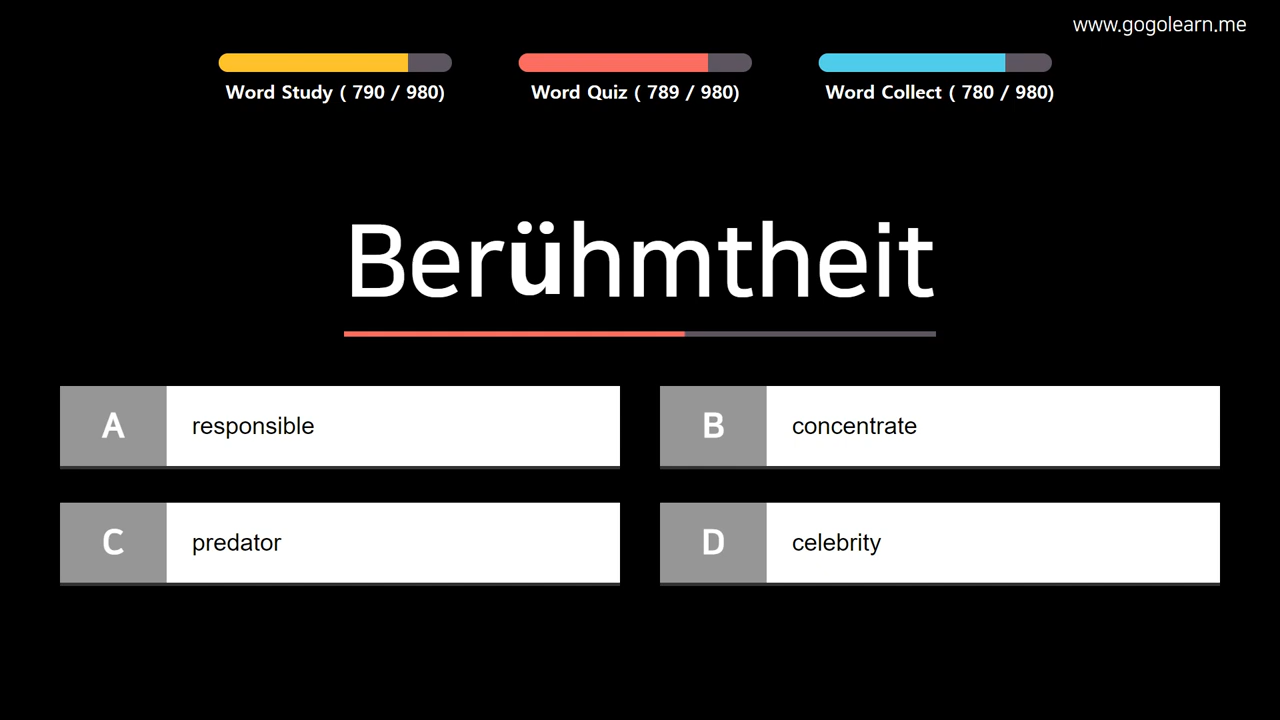 www.gogolearn.me
Word Study ( 790 / 980)
Word Quiz ( 789 / 980)
Word Collect ( 780 / 980)
Berühmtheit
A responsible
B concentrate
C predator
D celebrity